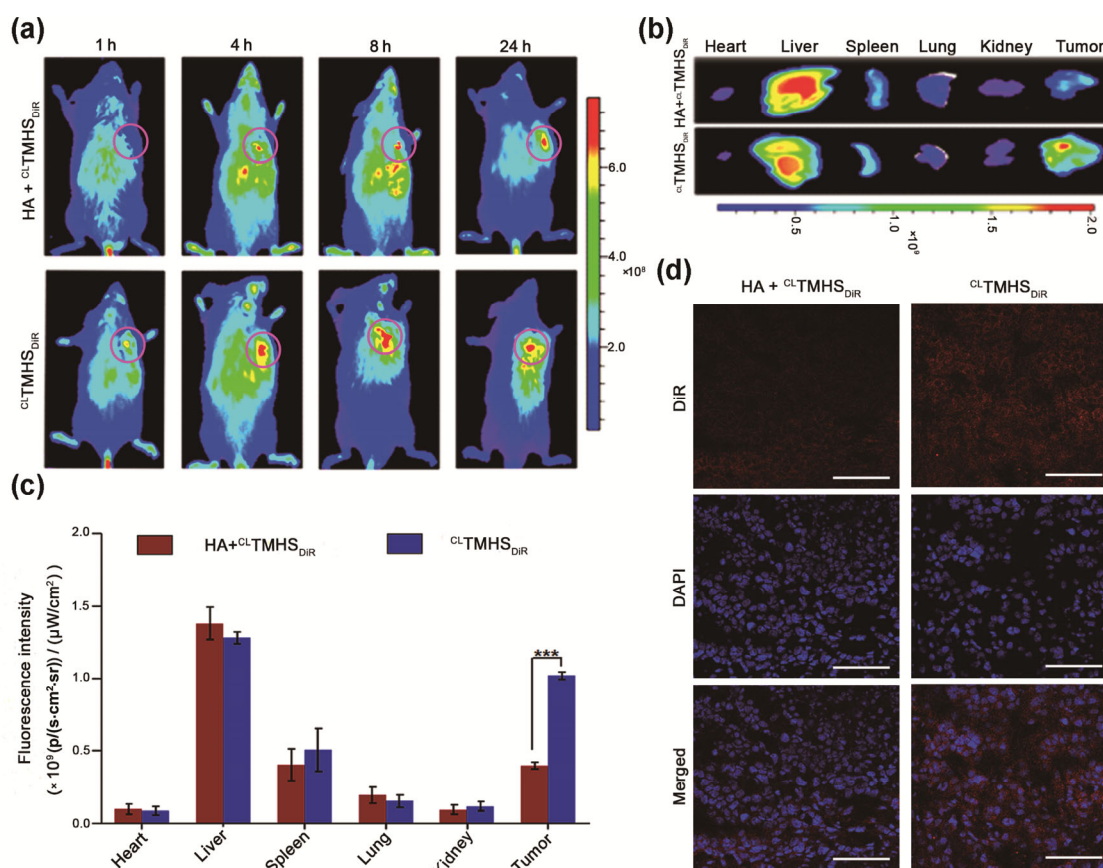 (a)
1 h 4 h 8 h 24 h
HA + CLTMHSDiR
CLTMHSDiR
6.0
4.0
×10⁸
2.0
(b)
Heart Liver Spleen Lung Kidney Tumor
HA+CLTMHSDiR
CLTMHSDiR
0.5 1.0 1.5 2.0
×10⁹
(c)
HA+CLTMHSDiR CLTMHSDiR
Fluorescence intensity
(× 10⁹ (p/(s·cm²·sr)) / (μW/cm²))
2.0
1.5
1.0
0.5
0.0
***
Heart Liver Spleen Lung Kidney Tumor
(d)
HA + CLTMHSDiR CLTMHSDiR
DiR
DAPI
Merged